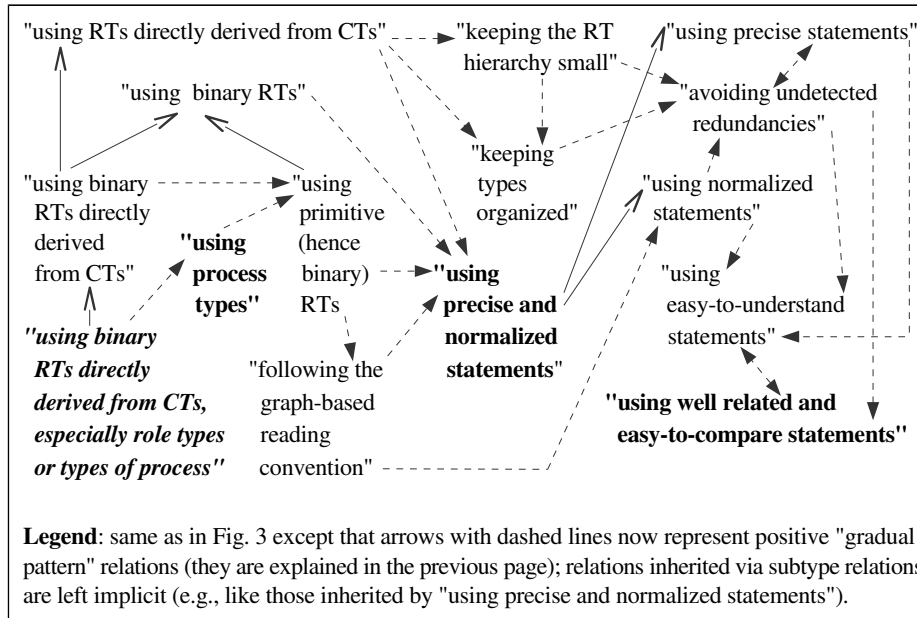 "using RTs directly derived from CTs"
"keeping the RT
hierarchy small"
"using precise statements"
"using binary RTs"
"avoiding undetected
redundancies"
"keeping
types
organized"
"using binary
RTs directly
derived
from CTs"
"using
primitive
(hence
binary)
RTs
"using normalized
statements"
"using
process
types"
"using
precise and
normalized
statements"
"using
easy-to-understand
statements"
"using binary
RTs directly
derived from CTs,
especially role types
or types of process"
"following the
graph-based
reading
convention"
"using well related and
easy-to-compare statements"
Legend: same as in Fig. 3 except that arrows with dashed lines now represent positive "gradual
pattern" relations (they are explained in the previous page); relations inherited via subtype relations
are left implicit (e.g., like those inherited by "using precise and normalized statements").